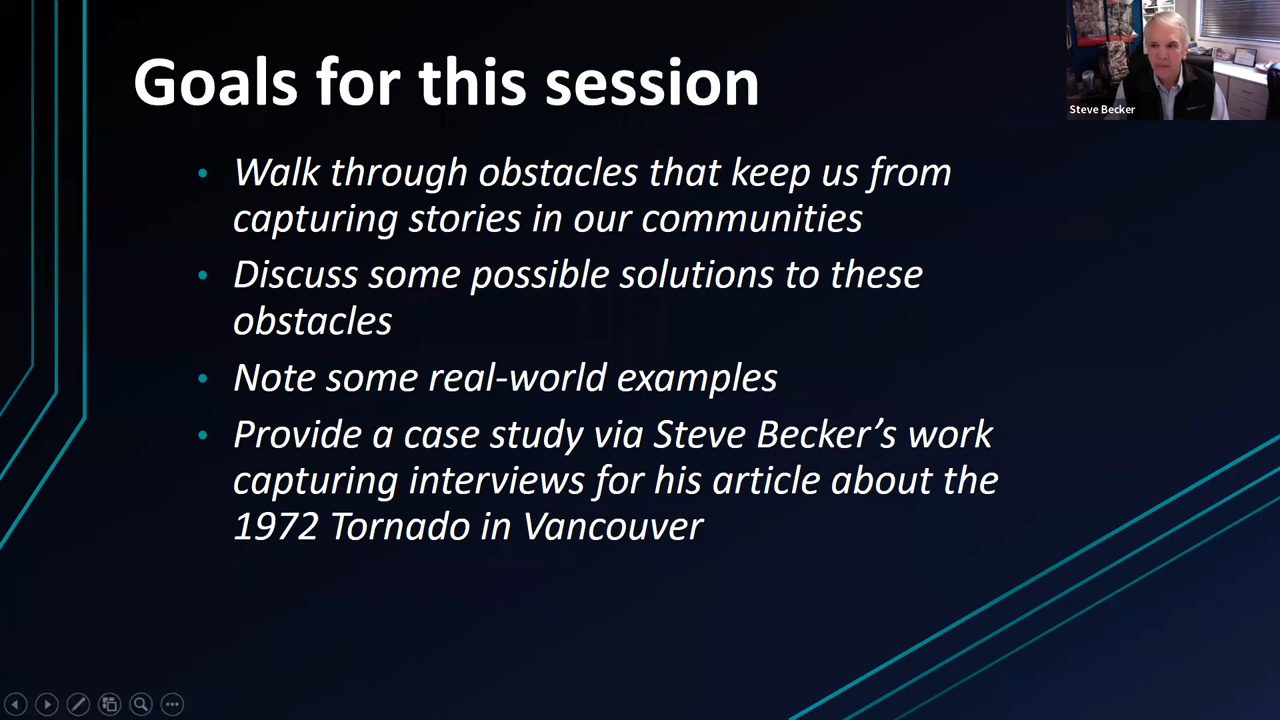 Goals for this session
Steve Becker
• Walk through obstacles that keep us from
capturing stories in our communities
• Discuss some possible solutions to these
obstacles
• Note some real-world examples
• Provide a case study via Steve Becker’s work
capturing interviews for his article about the
1972 Tornado in Vancouver